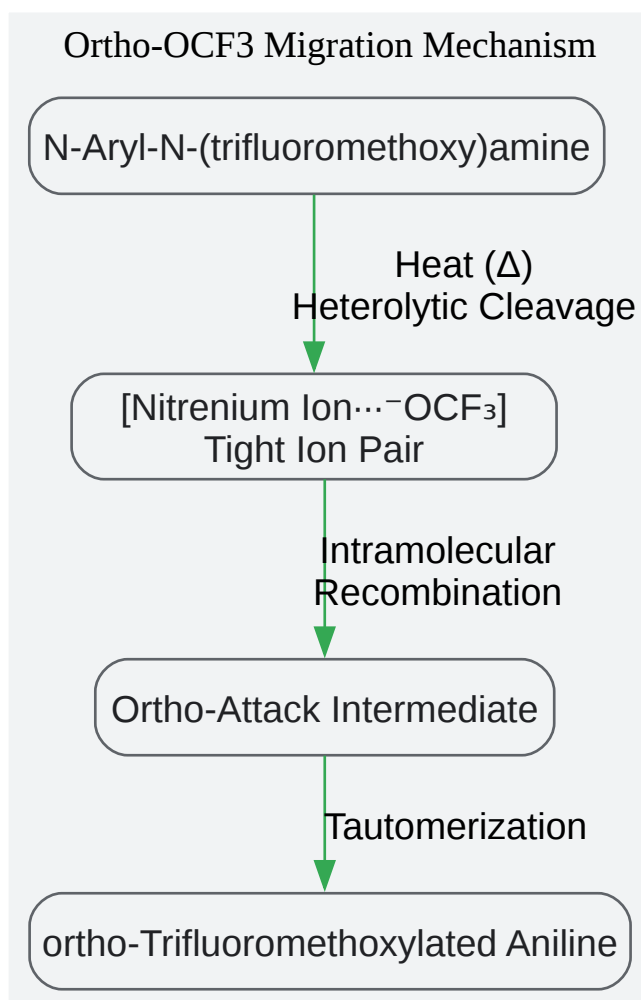 Ortho-OCF3 Migration Mechanism
N-Aryl-N-(trifluoromethoxy)amine
Heat (Δ)
Heterolytic Cleavage
[Nitrenium Ion···⁻OCF₃]
Tight Ion Pair
Intramolecular
Recombination
Ortho-Attack Intermediate
Tautomerization
ortho-Trifluoromethoxylated Aniline